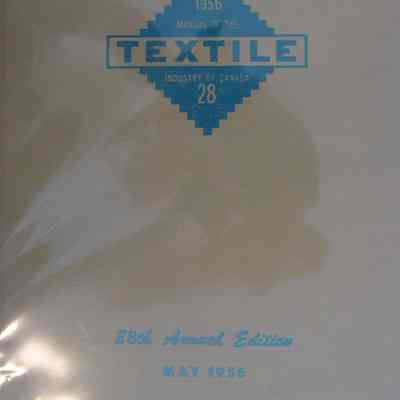 1956
MANUAL OF THE
TEXTILE
INDUSTRY OF CANADA
28
28th Annual Edition
MAY 1956